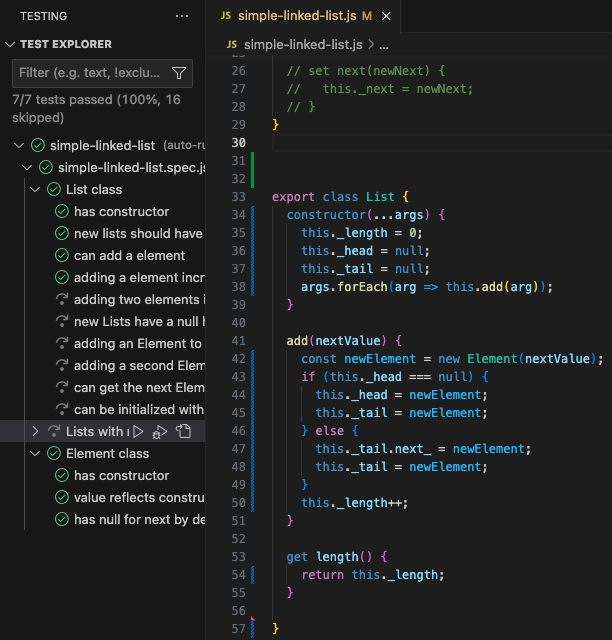 TESTING ...
TEST EXPLORER
Filter (e.g. text, !exclu...
7/7 tests passed (100%, 16
skipped)
simple-linked-list (auto-ru
simple-linked-list.spec.js
List class
has constructor
new lists should have
can add a element
adding a element incr
adding two elements i
new Lists have a null h
adding an Element to
adding a second Elem
can get the next Elem
can be initialized with
Lists with
Element class
has constructor
value reflects constru
has null for next by de
JS simple-linked-list.js M ×
JS simple-linked-list.js > ...
25
26 // set next(newNext) {
27 //   this._next = newNext;
28 // }
29 }
30
31
32
33 export class List {
34 constructor(...args) {
35 this._length = 0;
36 this._head = null;
37 this._tail = null;
38 args.forEach(arg => this.add(arg));
39 }
40
41 add(nextValue) {
42 const newElement = new Element(nextValue);
43 if (this._head === null) {
44 this._head = newElement;
45 this._tail = newElement;
46 } else {
47 this._tail.next_ = newElement;
48 this._tail = newElement;
49 }
50 this._length++;
51 }
52
53 get length() {
54 return this._length;
55 }
56
57 }